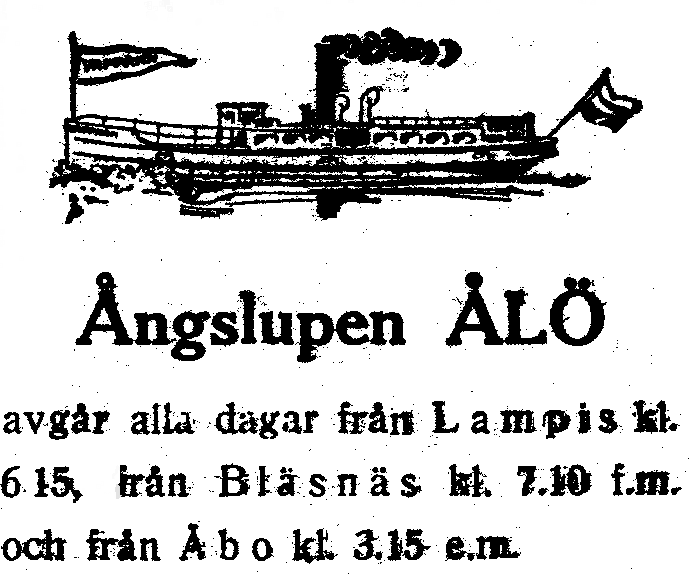 Ångslupen ÅLÖ
avgår alla dagar från Lampis kl.
6 15, från Bläsnäs kl. 7.10 f.m.
och från Åbo kl. 3.15 e.m.